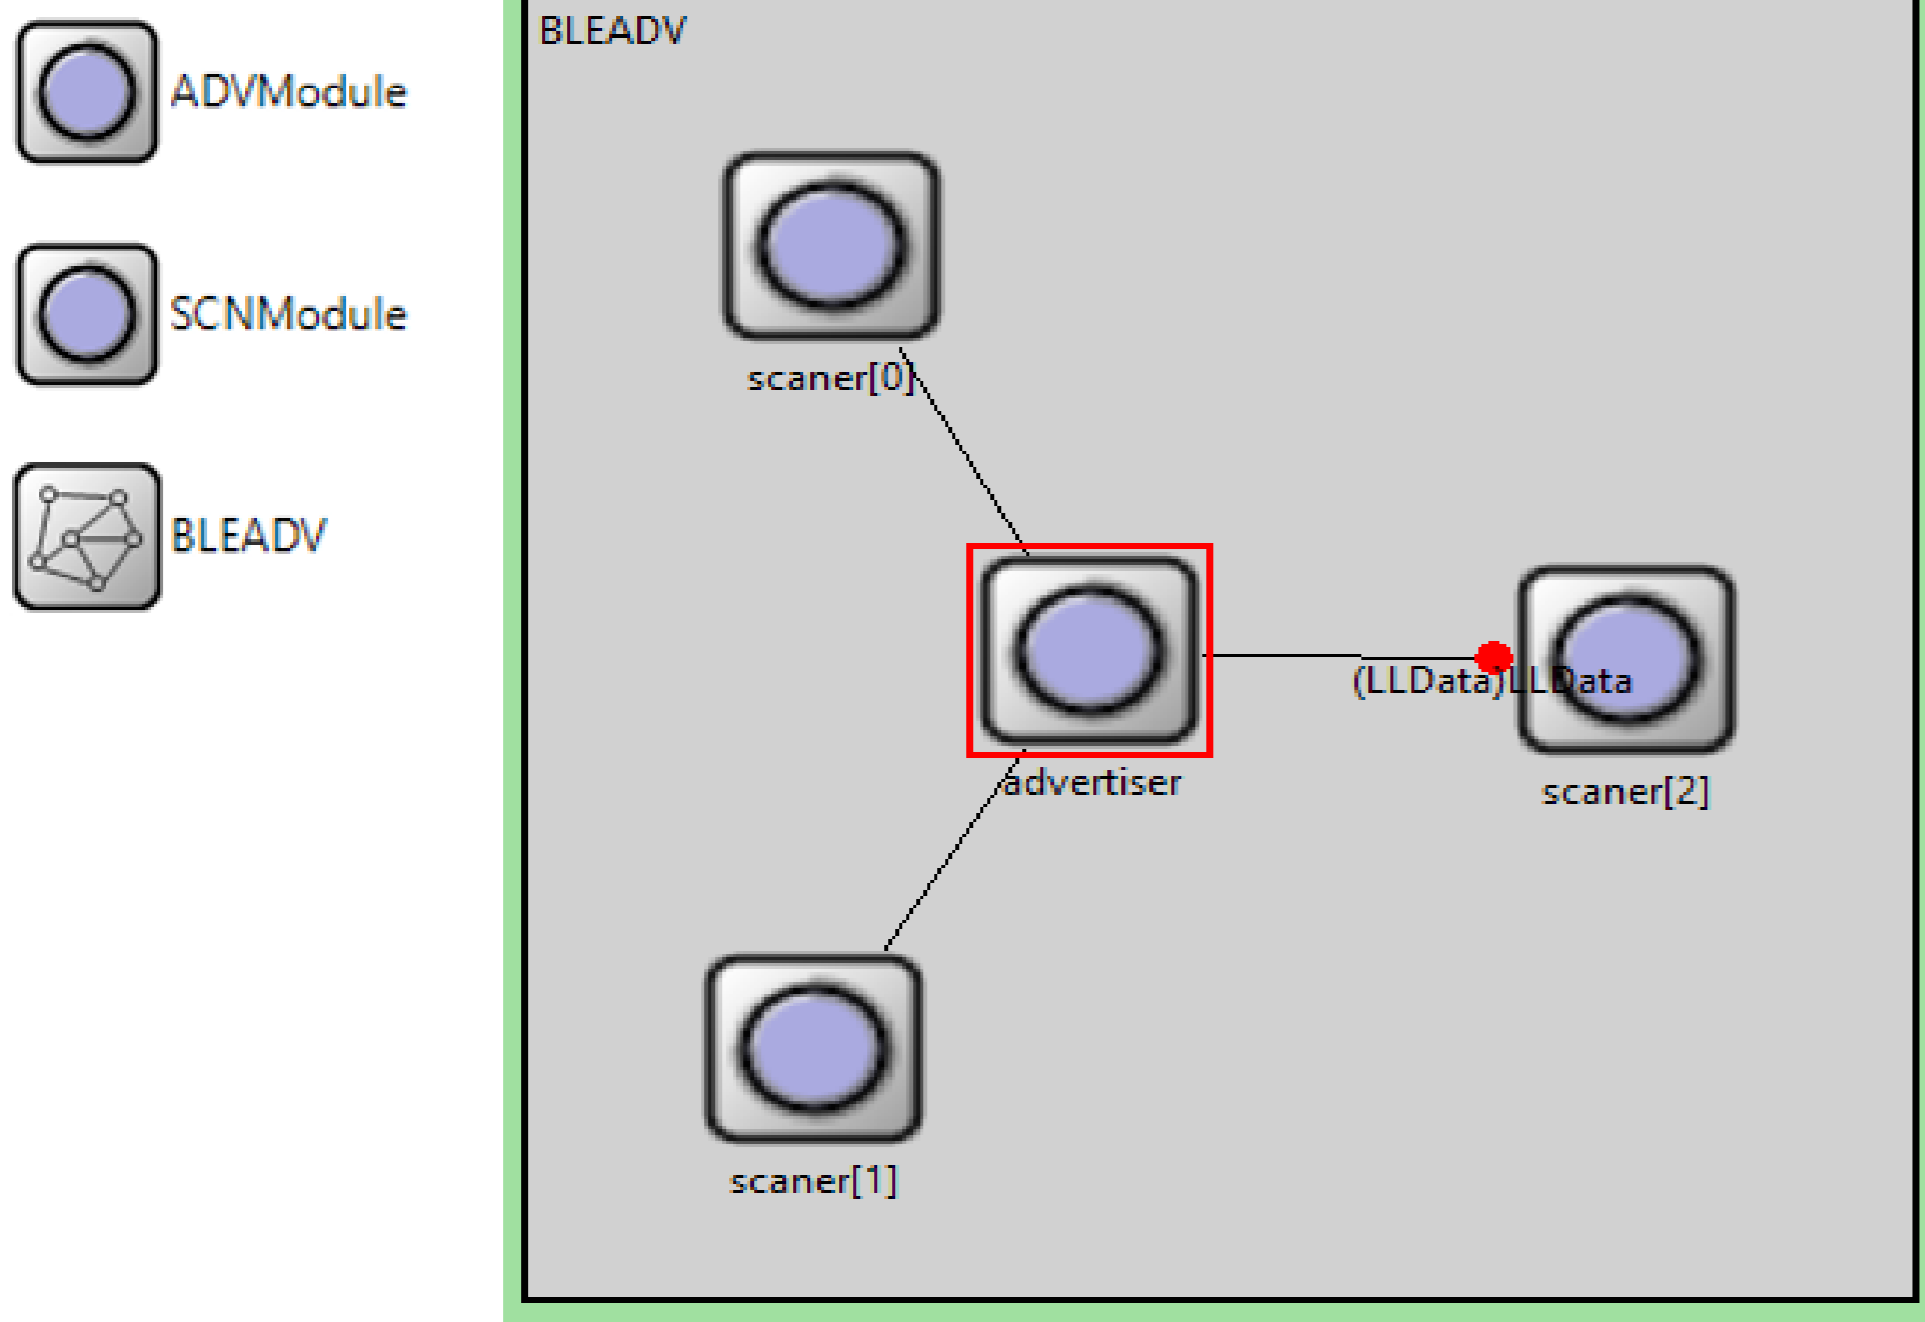 ADVModule
SCNModule
BLEADV
BLEADV
scaner[0]
(LLData)LLData
advertiser
scaner[2]
scaner[1]